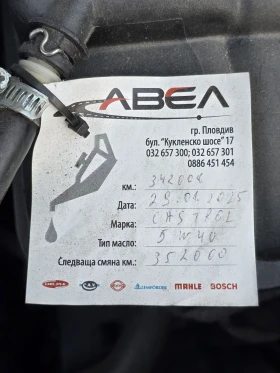 АВЕЛ
гр. Пловдив
бул. "Кукленско шосе" 17
032 657 300; 032 657 301
0886 451 454
км.: 342008
Дата: 29.01.2025
Марка: CASTROL
Тип масло: 5W40
Следваща смяна км.: 352000
MAHLE BOSCH